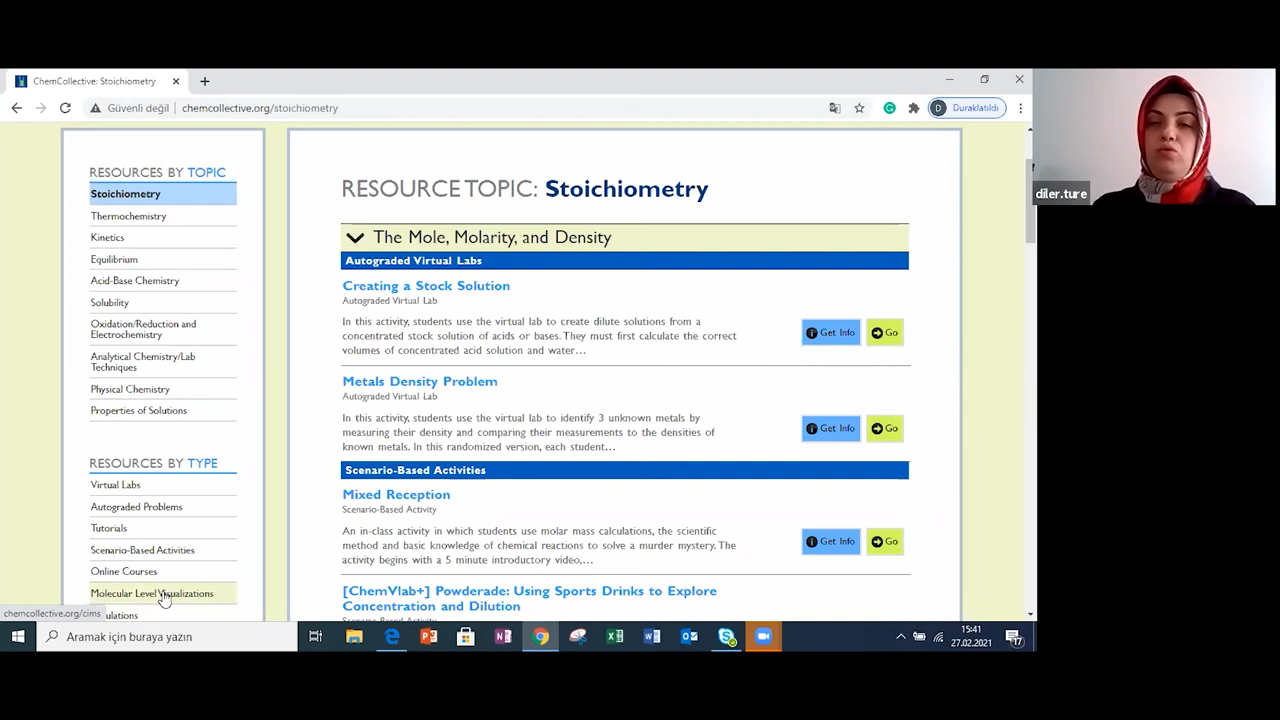 ChemCollective: Stoichiometry
Güvenli değil
chemcollective.org/stoichiometry
D
Duraklatıldı
diler.ture
RESOURCES BY TOPIC
Stoichiometry
Thermochemistry
Kinetics
Equilibrium
Acid-Base Chemistry
Solubility
Oxidation/Reduction and
Electrochemistry
Analytical Chemistry/Lab
Techniques
Physical Chemistry
Properties of Solutions
RESOURCES BY TYPE
Virtual Labs
Autograded Problems
Tutorials
Scenario-Based Activities
Online Courses
Molecular Level Visualizations
chemcollective.org/cims
RESOURCE TOPIC: Stoichiometry
The Mole, Molarity, and Density
Autograded Virtual Labs
Creating a Stock Solution
Autograded Virtual Lab
In this activity, students use the virtual lab to create dilute solutions from a
concentrated stock solution of acids or bases. They must first calculate the correct
volumes of concentrated acid solution and water...
Get Info
Go
Metals Density Problem
Autograded Virtual Lab
In this activity, students use the virtual lab to identify 3 unknown metals by
measuring their density and comparing their measurements to the densities of
known metals. In this randomized version, each student...
Get Info
Go
Scenario-Based Activities
Mixed Reception
Scenario-Based Activity
An in-class activity in which students use molar mass calculations, the scientific
method and basic knowledge of chemical reactions to solve a murder mystery. The
activity begins with a 5 minute introductory video,...
Get Info
Go
[ChemVlab+] Powderade: Using Sports Drinks to Explore
Concentration and Dilution
Aramak için buraya yazın
15:41
27.02.2021
17